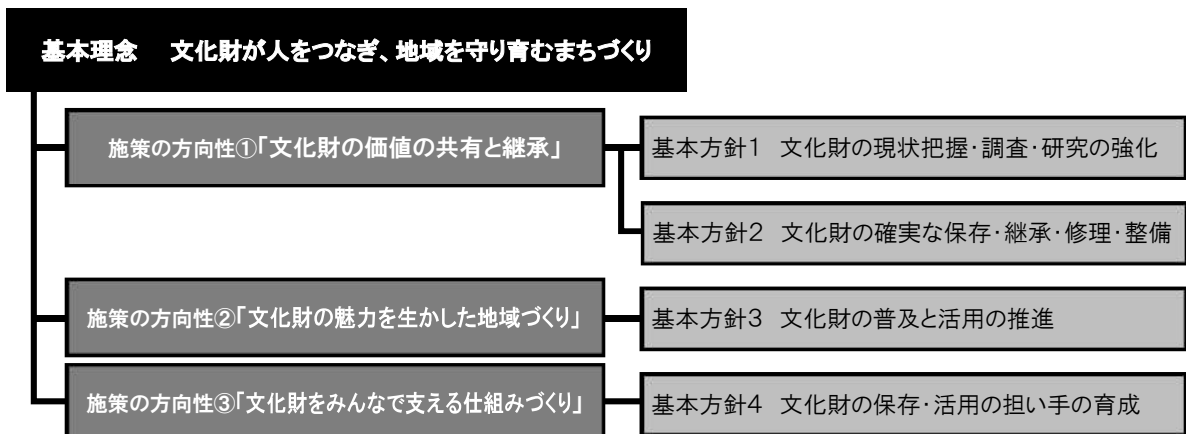 基本理念　文化財が人をつなぎ、地域を守り育むまちづくり
施策の方向性①「文化財の価値の共有と継承」
基本方針1　文化財の現状把握・調査・研究の強化
基本方針2　文化財の確実な保存・継承・修理・整備
施策の方向性②「文化財の魅力を生かした地域づくり」
基本方針3　文化財の普及と活用の推進
施策の方向性③「文化財をみんなで支える仕組みづくり」
基本方針4　文化財の保存・活用の担い手の育成